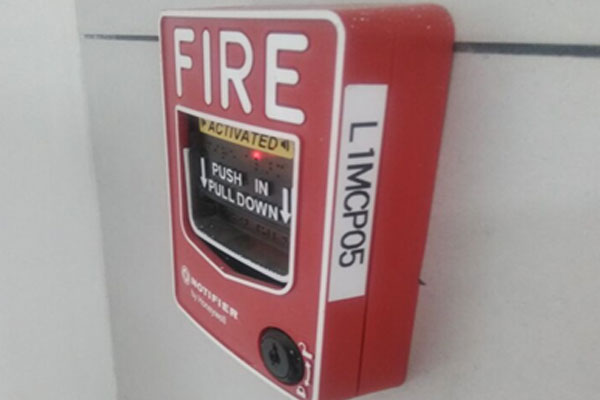 FIRE
ACTIVATED
PUSH IN
PULL DOWN
NOTIFIER
by Honeywell
L1MCP05